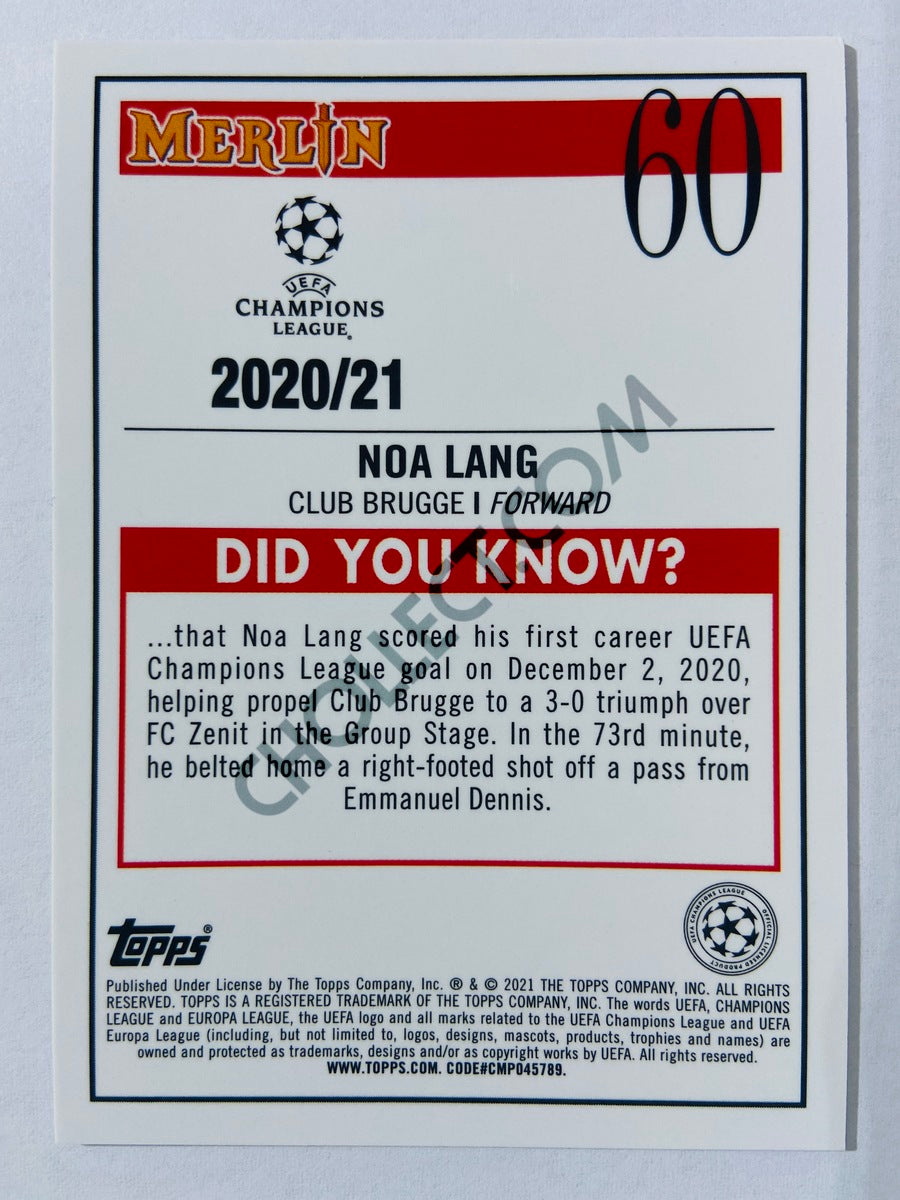 MERLIN
60
UEFA
CHAMPIONS
LEAGUE®
2020/21
NOA LANG
CLUB BRUGGE | FORWARD
DID YOU KNOW?
...that Noa Lang scored his first career UEFA
Champions League goal on December 2, 2020,
helping propel Club Brugge to a 3-0 triumph over
FC Zenit in the Group Stage. In the 73rd minute,
he belted home a right-footed shot off a pass from
Emmanuel Dennis.
CHOLLECT.COM
Topps®
UEFA CHAMPIONS LEAGUE
OFFICIAL LICENSED PRODUCT
Published Under License by The Topps Company, Inc. ® & © 2021 THE TOPPS COMPANY, INC. ALL RIGHTS
RESERVED. TOPPS IS A REGISTERED TRADEMARK OF THE TOPPS COMPANY, INC. The words UEFA, CHAMPIONS
LEAGUE and EUROPA LEAGUE, the UEFA logo and all marks related to the UEFA Champions League and UEFA
Europa League (including, but not limited to, logos, designs, mascots, products, trophies and names) are
owned and protected as trademarks, designs and/or as copyright works by UEFA. All rights reserved.
WWW.TOPPS.COM. CODE#CMP045789.